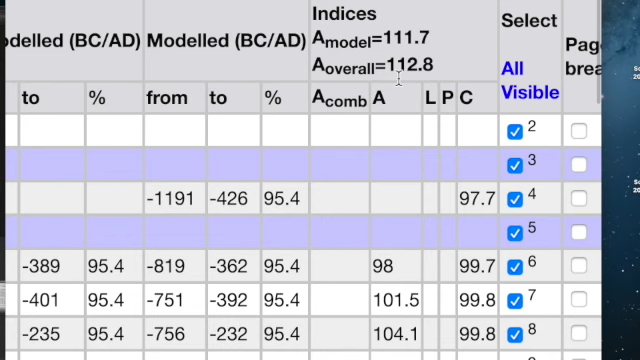 Indices
Select
odelled (BC/AD) Modelled (BC/AD) Amodel=111.7
Aoverall=112.8
Pag
brea
All
Visible
to % from to % Acomb A L P C
2
3
-1191 -426 95.4 97.7 4
5
-389 95.4 -819 -362 95.4 98 99.7 6
-401 95.4 -751 -392 95.4 101.5 99.8 7
-235 95.4 -756 -232 95.4 104.1 99.8 8